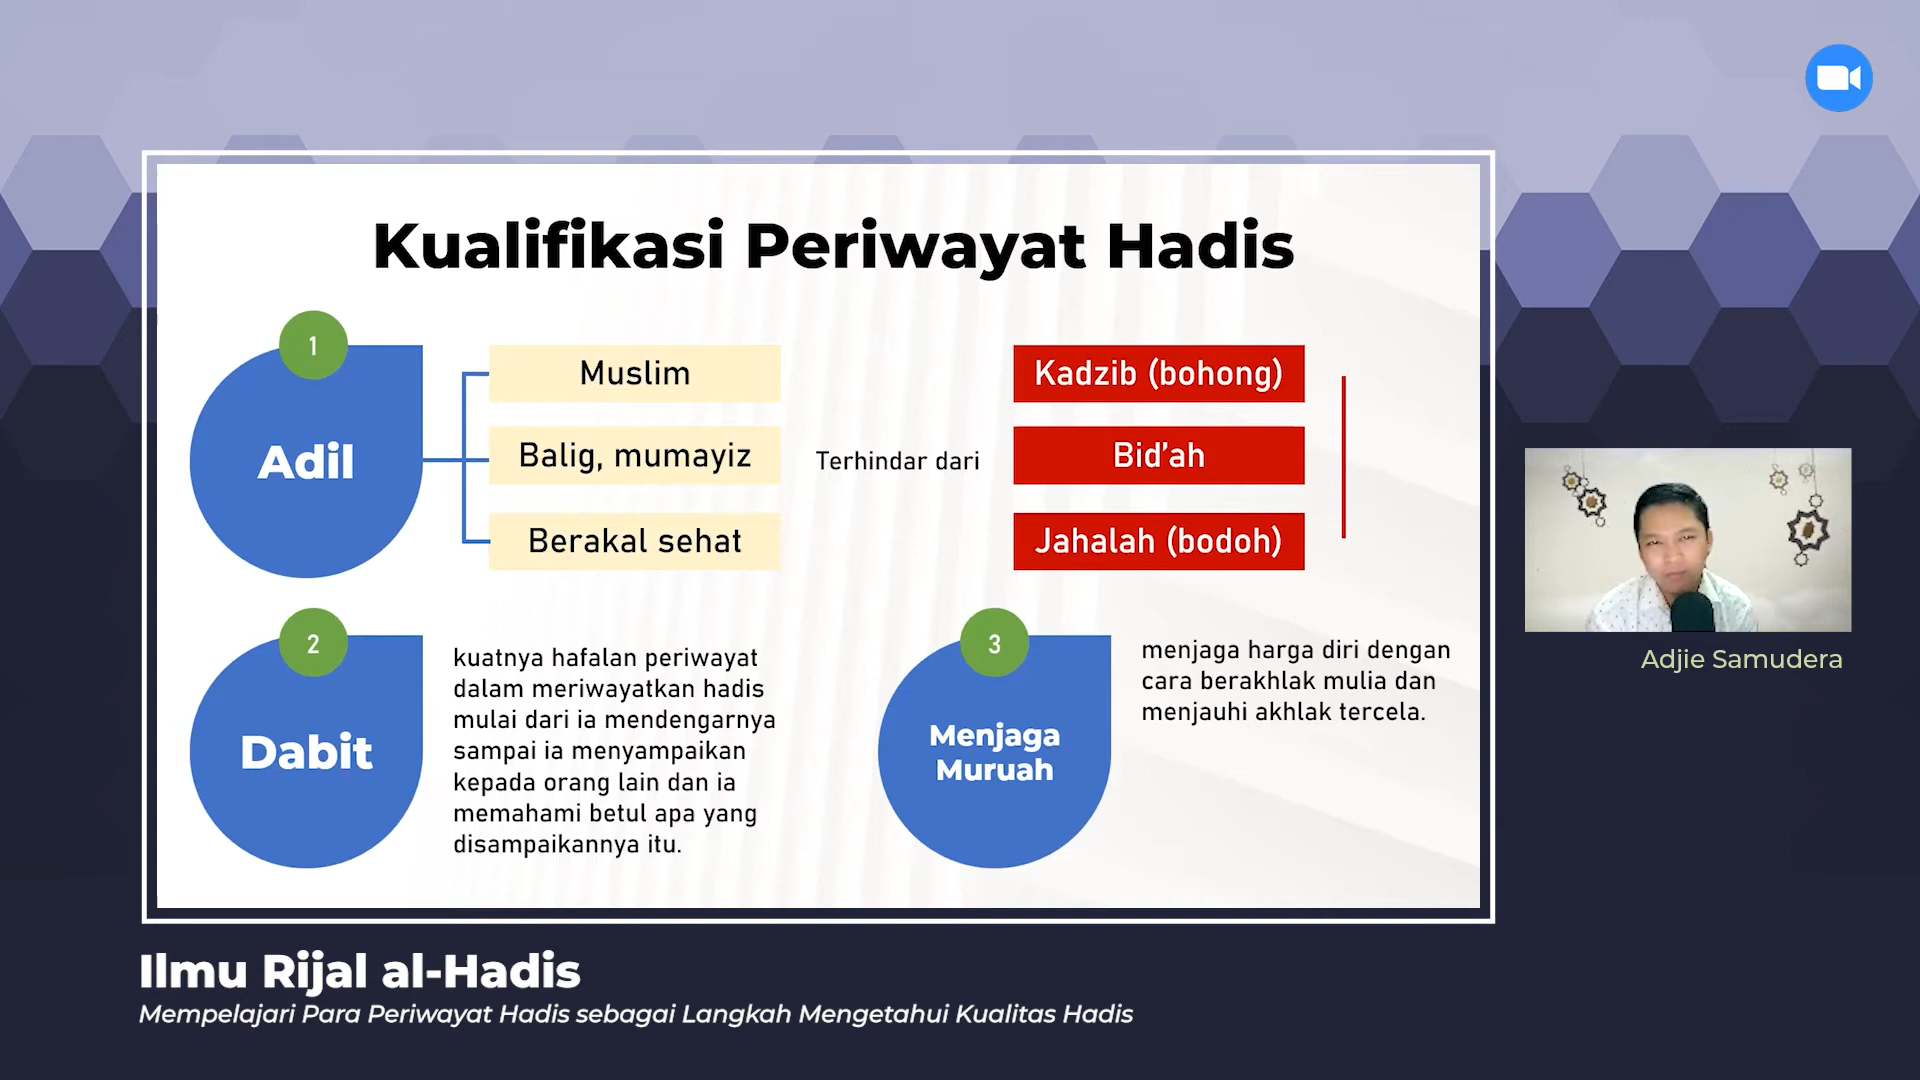 Kualifikasi Periwayat Hadis
1
Adil
Muslim
Balig, mumayiz
Berakal sehat
Terhindar dari
Kadzib (bohong)
Bid'ah
Jahalah (bodoh)
2
Dabit
kuatnya hafalan periwayat
dalam meriwayatkan hadis
mulai dari ia mendengarnya
sampai ia menyampaikan
kepada orang lain dan ia
memahami betul apa yang
disampaikannya itu.
3
Menjaga
Muruah
menjaga harga diri dengan
cara berakhlak mulia dan
menjauhi akhlak tercela.
Adjie Samudera
Ilmu Rijal al-Hadis
Mempelajari Para Periwayat Hadis sebagai Langkah Mengetahui Kualitas Hadis